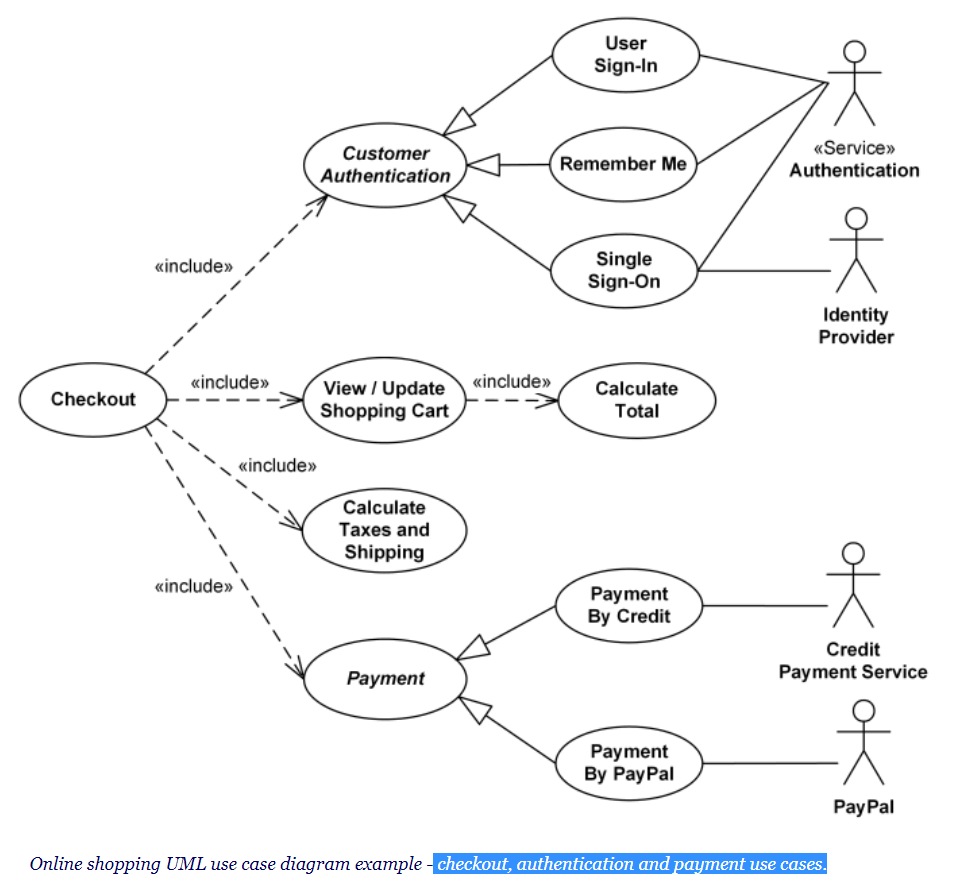 User
Sign-In
«Service»
Authentication
Customer
Authentication
Remember Me
«include»
Single
Sign-On
Identity
Provider
Checkout
«include»
View / Update
Shopping Cart
«include»
Calculate
Total
«include»
Calculate
Taxes and
Shipping
«include»
Payment
By Credit
Credit
Payment Service
Payment
Payment
By PayPal
PayPal
Online shopping UML use case diagram example - checkout, authentication and payment use cases.